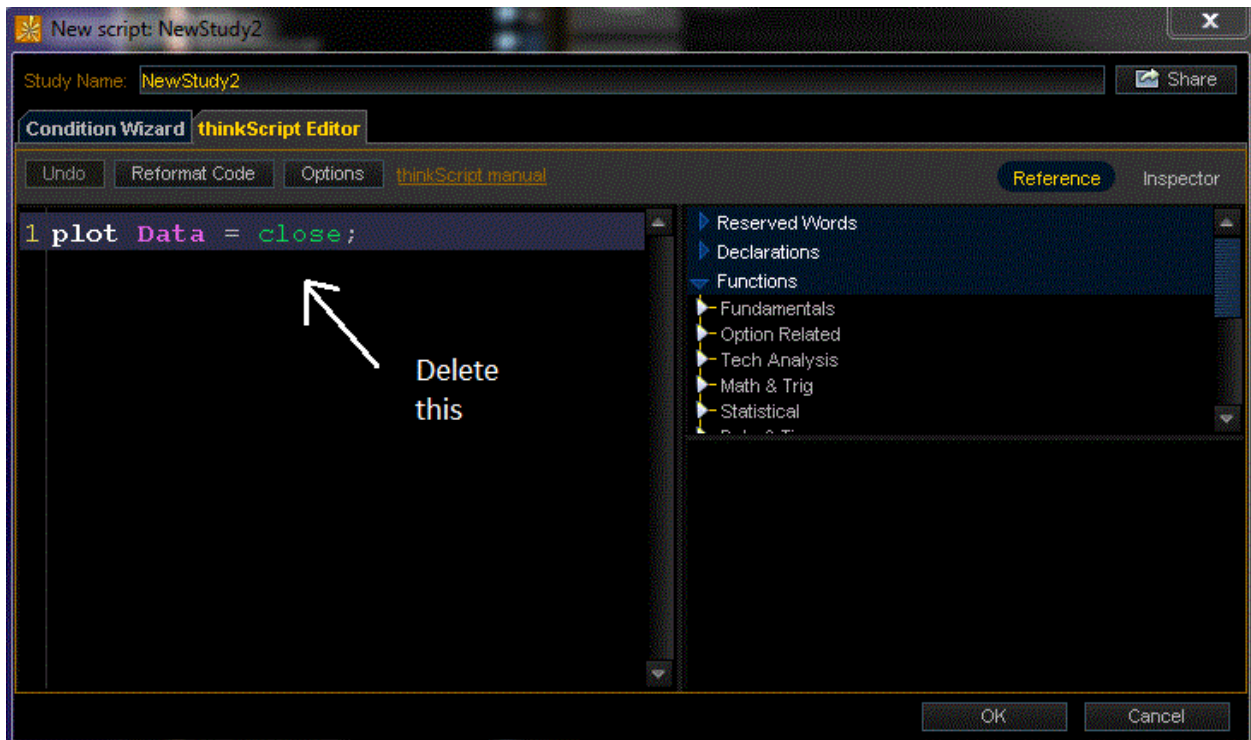 New script: NewStudy2
Study Name: NewStudy2 Share
Condition Wizard thinkScript Editor
Undo Reformat Code Options thinkScript manual Reference Inspector
1 plot Data = close;
Reserved Words
Declarations
Functions
Fundamentals
Option Related
Tech Analysis
Math & Trig
Statistical
Delete
this
OK Cancel